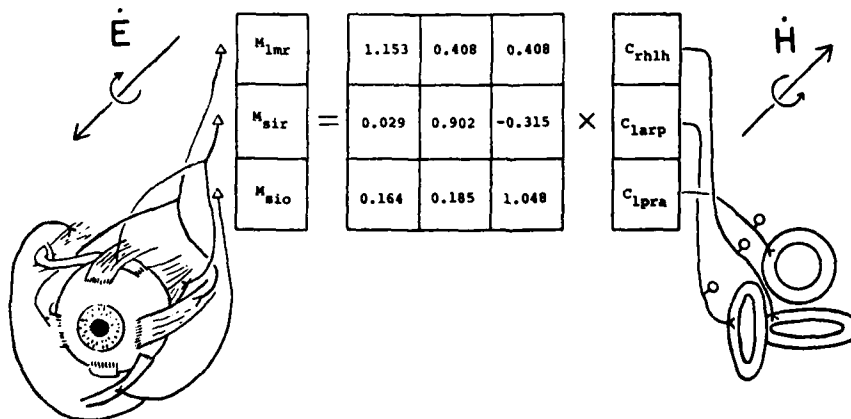 Ė Ḣ
M_lmr = 1.153 0.408 0.408 × C_rhlh
M_sir 0.029 0.902 -0.315 C_larp
M_sio 0.164 0.185 1.048 C_lpra